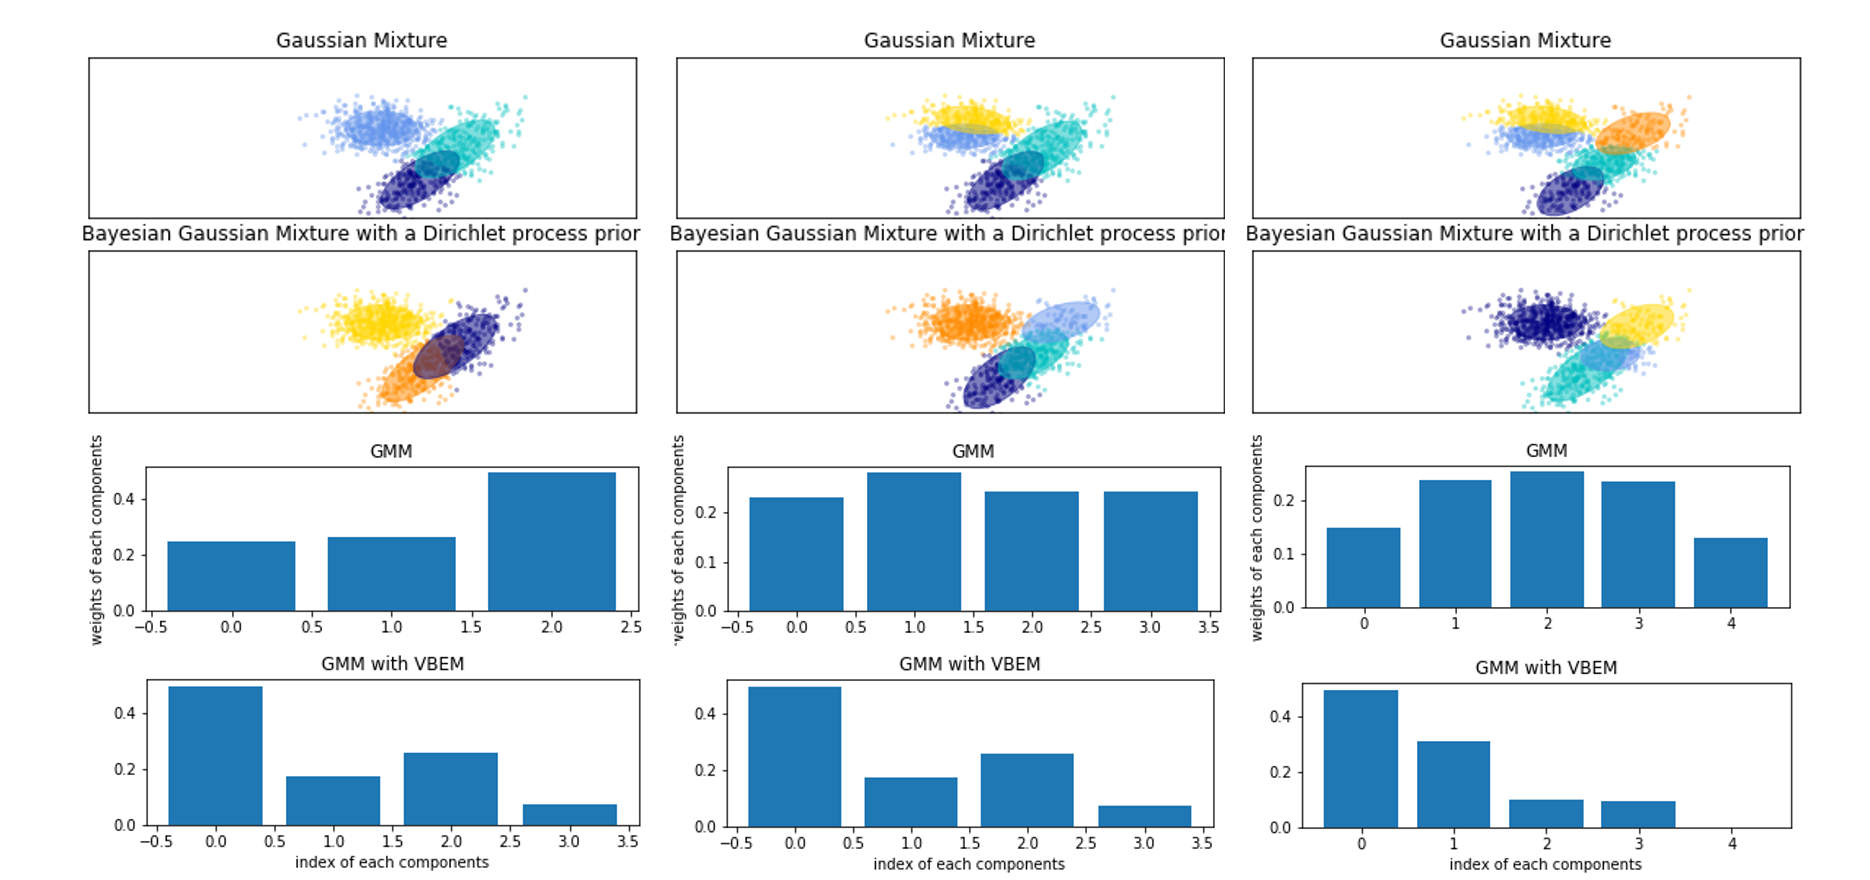 Gaussian Mixture
Gaussian Mixture
Gaussian Mixture
Bayesian Gaussian Mixture with a Dirichlet process prior
Bayesian Gaussian Mixture with a Dirichlet process prior
Bayesian Gaussian Mixture with a Dirichlet process prior
GMM
weights of each components
0.4
0.2
0.0
−0.5 0.0 0.5 1.0 1.5 2.0 2.5
GMM
weights of each components
0.2
0.1
0.0
−0.5 0.0 0.5 1.0 1.5 2.0 2.5 3.0 3.5
GMM
weights of each components
0.2
0.1
0.0
0 1 2 3 4
GMM with VBEM
0.4
0.2
0.0
−0.5 0.0 0.5 1.0 1.5 2.0 2.5 3.0 3.5
index of each components
GMM with VBEM
0.4
0.2
0.0
−0.5 0.0 0.5 1.0 1.5 2.0 2.5 3.0 3.5
index of each components
GMM with VBEM
0.4
0.2
0.0
0 1 2 3 4
index of each components